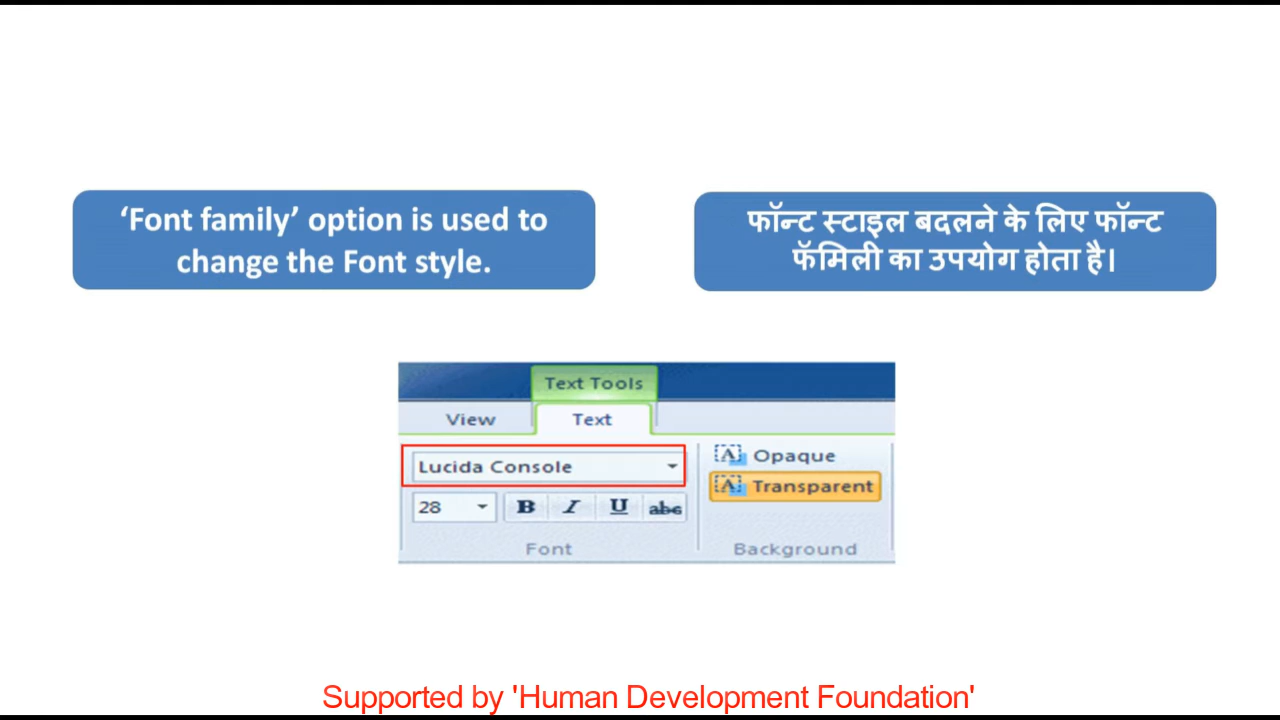 ‘Font family’ option is used to
change the Font style.
फॉन्ट स्टाइल बदलने के लिए फॉन्ट
फॅमिली का उपयोग होता है।
Text Tools
View Text
Lucida Console
Opaque
Transparent
28 B I U abc
Font
Background
Supported by 'Human Development Foundation'